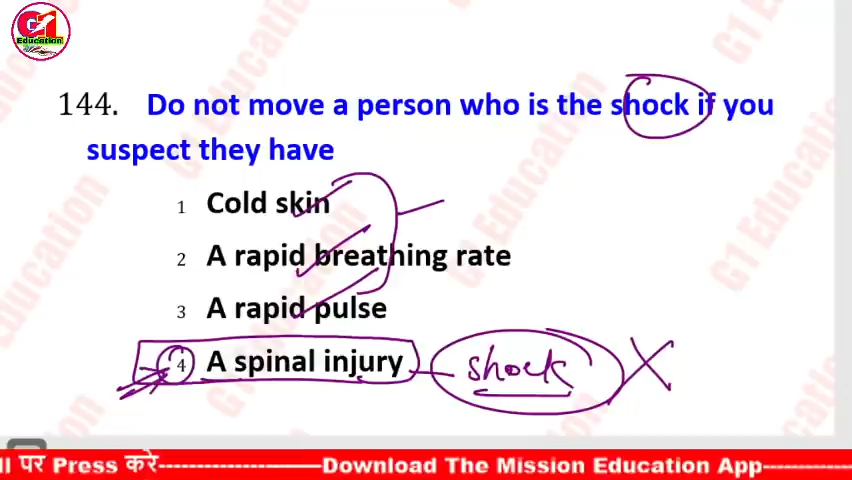 G1
Education
144. Do not move a person who is the shock if you
suspect they have
1 Cold skin
2 A rapid breathing rate
3 A rapid pulse
4 A spinal injury
shock
ll पर Press करे----------------------Download The Mission Education App------------
G1 Education